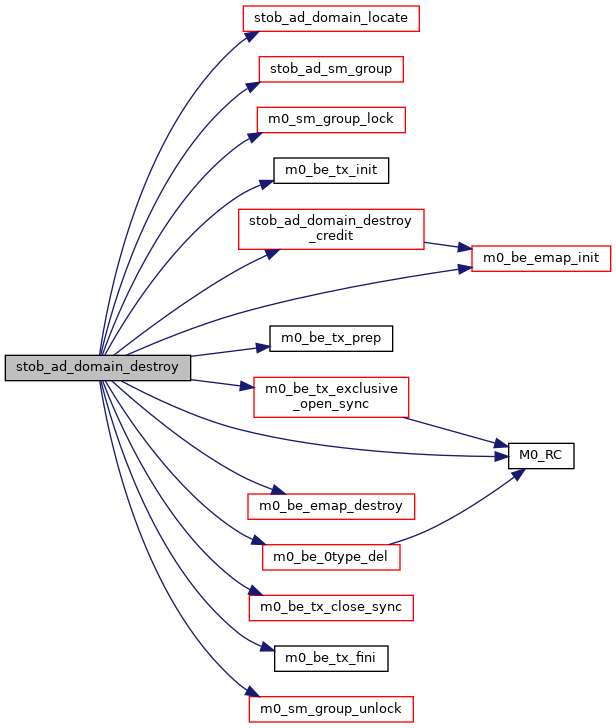 stob_ad_domain_locate
stob_ad_sm_group
m0_sm_group_lock
m0_be_tx_init
stob_ad_domain_destroy
_credit
m0_be_emap_init
m0_be_tx_prep
stob_ad_domain_destroy
m0_be_tx_exclusive
_open_sync
M0_RC
m0_be_emap_destroy
m0_be_0type_del
m0_be_tx_close_sync
m0_be_tx_fini
m0_sm_group_unlock